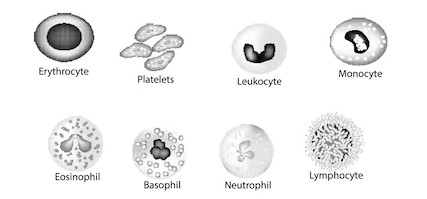 Erythrocyte
Platelets
Leukocyte
Monocyte
Eosinophil
Basophil
Neutrophil
Lymphocyte